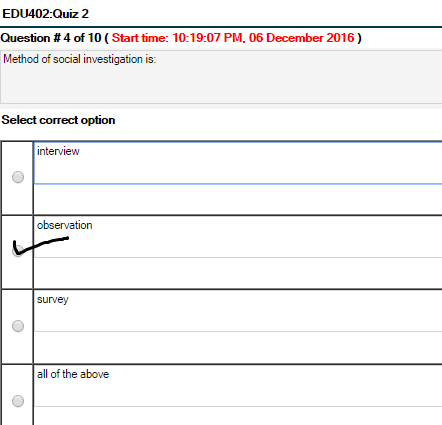 EDU402:Quiz 2
Question # 4 of 10 ( Start time: 10:19:07 PM, 06 December 2016 )
Method of social investigation is:
Select correct option
interview
observation
survey
all of the above